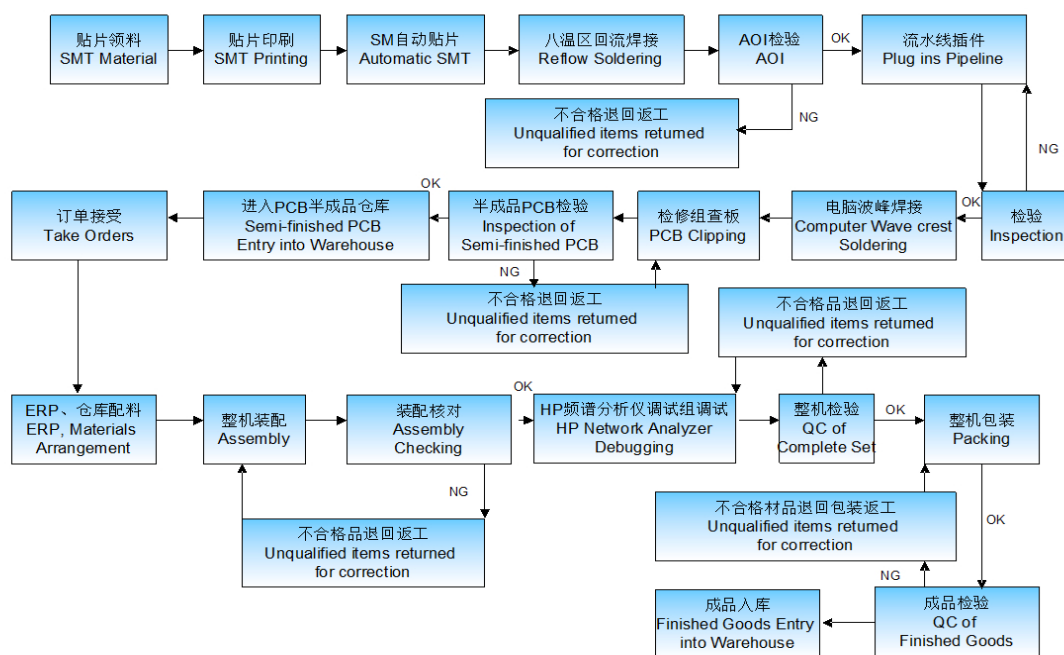 贴片领料
SMT Material
贴片印刷
SMT Printing
SM自动贴片
Automatic SMT
八温区回流焊接
Reflow Soldering
AOI检验
AOI
OK
流水线插件
Plug ins Pipeline
不合格退回返工
Unqualified items returned
for correction
NG
NG
订单接受
Take Orders
进入PCB半成品仓库
Semi-finished PCB
Entry into Warehouse
OK
半成品PCB检验
Inspection of
Semi-finished PCB
检修组查板
PCB Clipping
电脑波峰焊接
Computer Wave crest
Soldering
OK
检验
Inspection
NG
不合格退回返工
Unqualified items returned
for correction
不合格品退回返工
Unqualified items returned
for correction
ERP、仓库配料
ERP, Materials
Arrangement
整机装配
Assembly
装配核对
Assembly
Checking
OK
HP频谱分析仪调试组调试
HP Network Analyzer
Debugging
整机检验
QC of
Complete Set
OK
整机包装
Packing
NG
不合格品退回返工
Unqualified items returned
for correction
不合格材品退回包装返工
Unqualified items returned
for correction
OK
NG
成品入库
Finished Goods Entry
into Warehouse
成品检验
QC of
Finished Goods